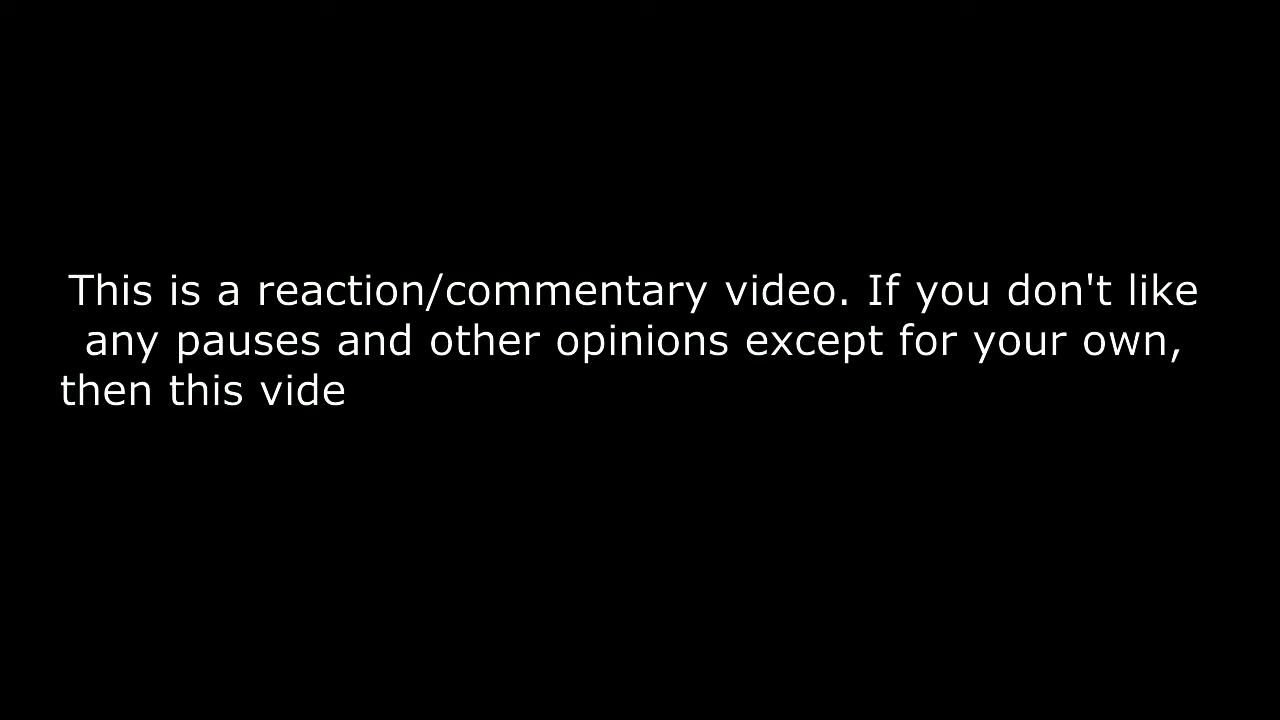 This is a reaction/commentary video. If you don't like
any pauses and other opinions except for your own,
then this vide